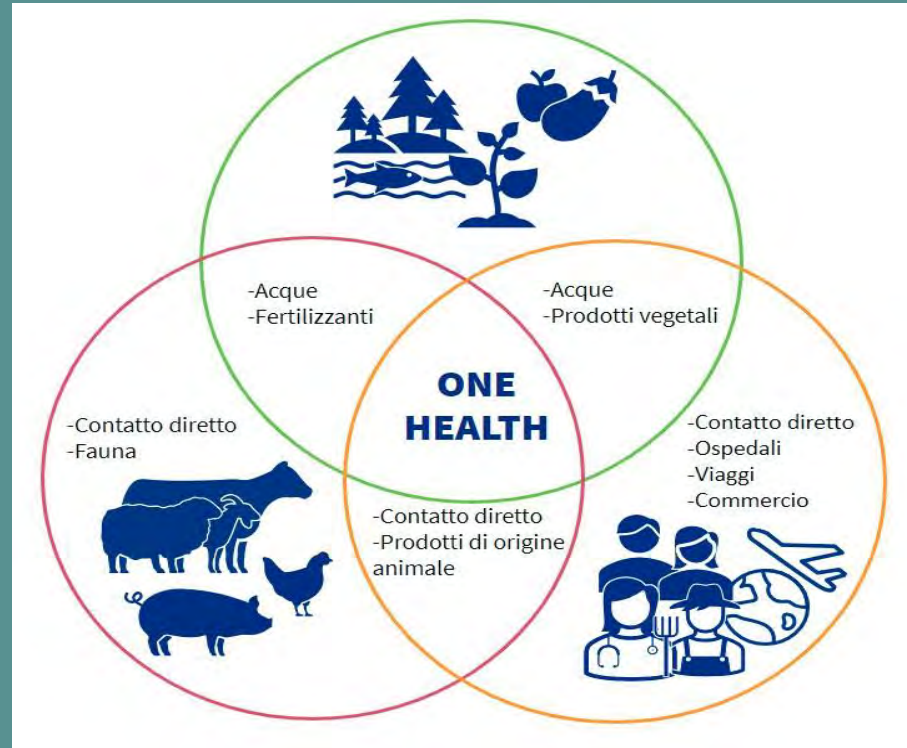 -Acque
-Fertilizzanti
-Acque
-Prodotti vegetali
ONE
HEALTH
-Contatto diretto
-Fauna
-Contatto diretto
-Ospedali
-Viaggi
-Commercio
-Contatto diretto
-Prodotti di origine
animale